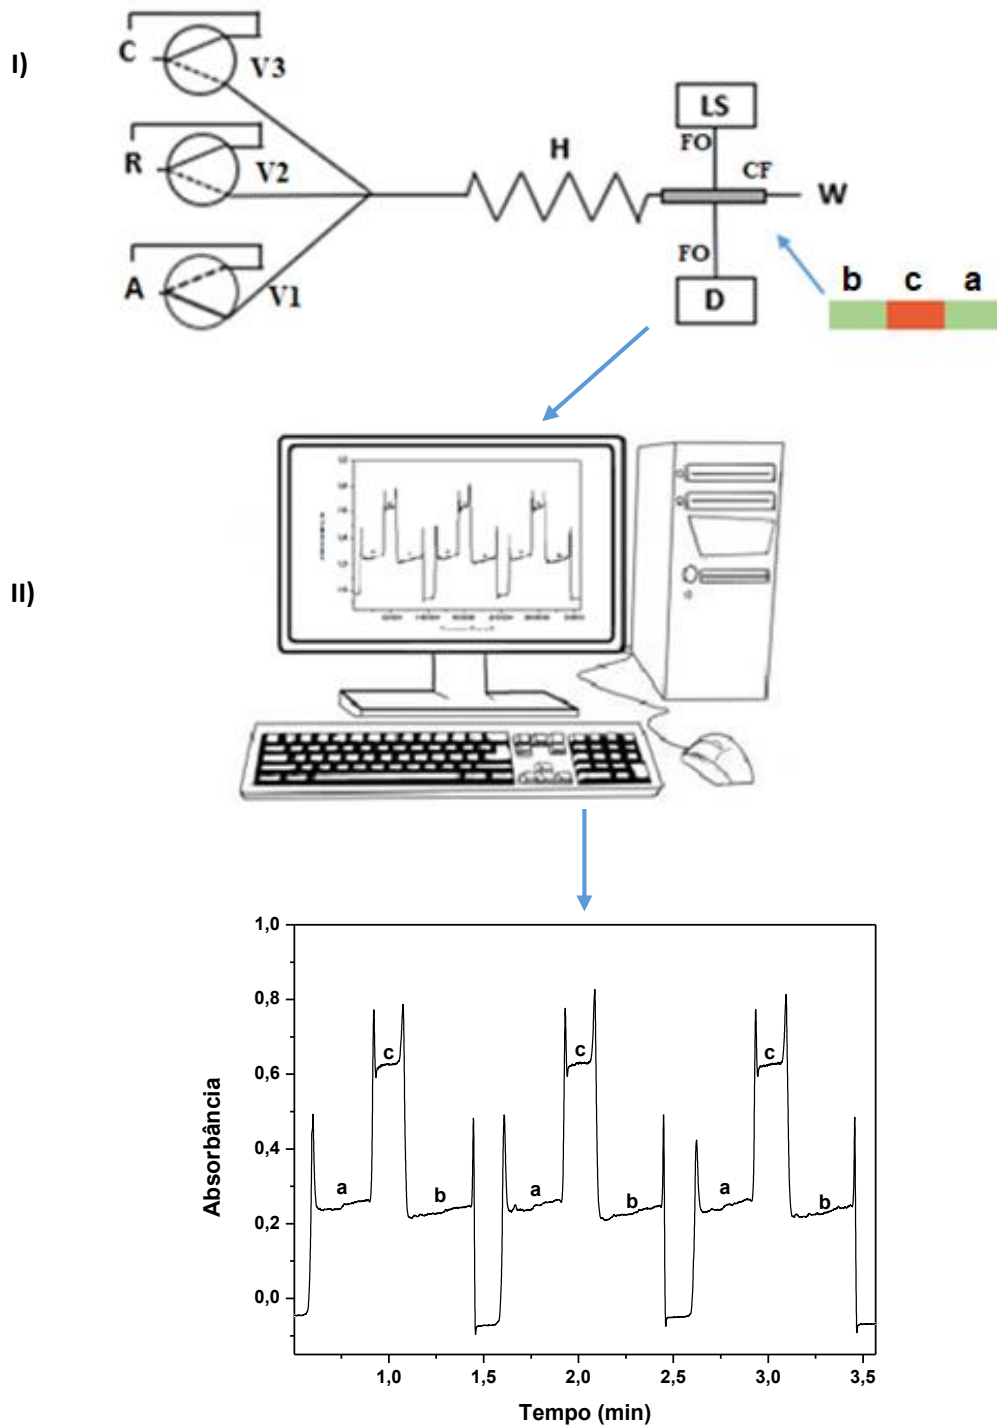 I)
C
V3
R
V2
A
V1
H
LS
FO
CF
W
FO
D
b c a
II)
1,0
0,8
0,6
0,4
0,2
0,0
Absorbância
a
c
b
a
c
b
a
c
b
1,0 1,5 2,0 2,5 3,0 3,5
Tempo (min)